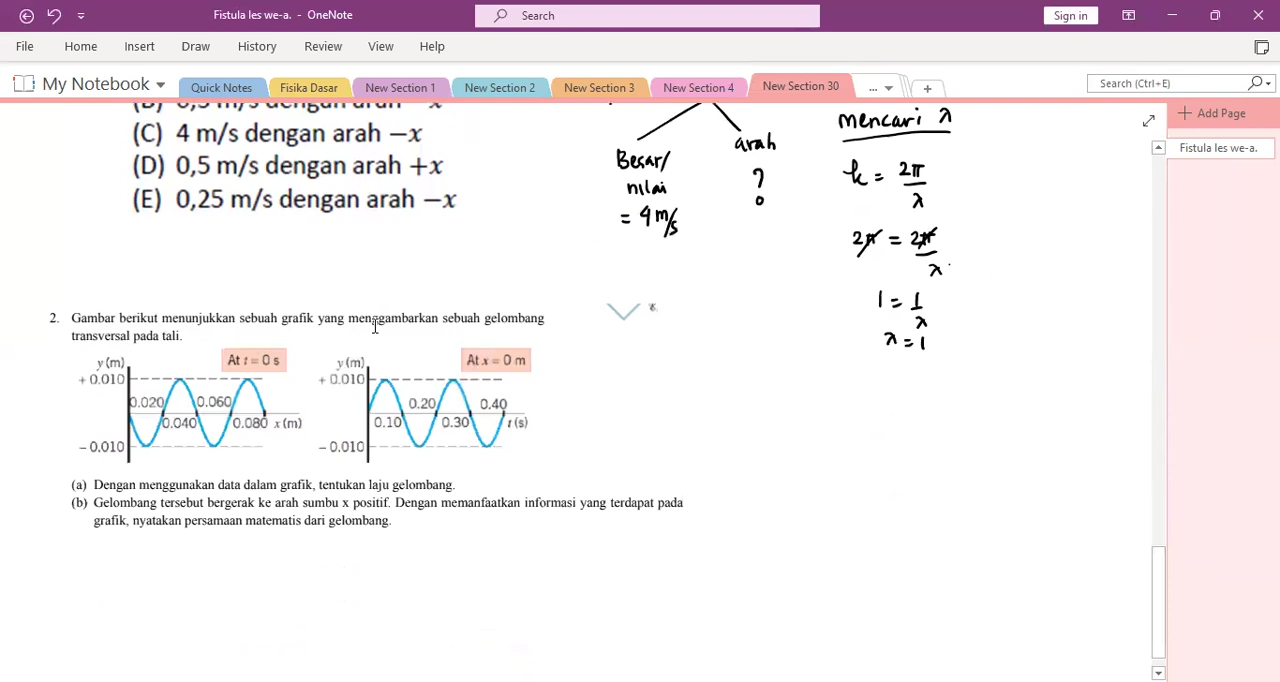 Fistula les we-a. - OneNote
Search
Sign in
File Home Insert Draw History Review View Help
My Notebook
Quick Notes
Fisika Dasar
New Section 1
New Section 2
New Section 3
New Section 4
New Section 30
...
+
Search (Ctrl+E)
Add Page
Fistula les we-a.
(C) 4 m/s dengan arah −x
(D) 0,5 m/s dengan arah +x
(E) 0,25 m/s dengan arah −x
Besar/
nilai
= 4 m/s
arah
?
mencari λ
k = 2π/λ
2π = 2π/λ
1 = 1/λ
λ = 1
2. Gambar berikut menunjukkan sebuah grafik yang menggambarkan sebuah gelombang
transversal pada tali.
y (m)
At t = 0 s
+ 0.010
0.020 0.060
0.040 0.080 x (m)
− 0.010
y (m)
At x = 0 m
+ 0.010
0.20 0.40
0.10 0.30 t (s)
− 0.010
(a) Dengan menggunakan data dalam grafik, tentukan laju gelombang.
(b) Gelombang tersebut bergerak ke arah sumbu x positif. Dengan memanfaatkan informasi yang terdapat pada
grafik, nyatakan persamaan matematis dari gelombang.